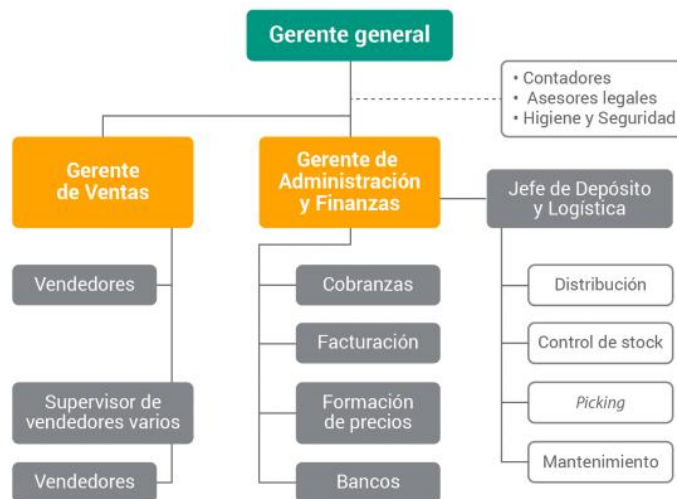 Gerente general
• Contadores
• Asesores legales
• Higiene y Seguridad
Gerente
de Ventas
Gerente de
Administración
y Finanzas
Jefe de Depósito
y Logística
Vendedores
Supervisor de
vendedores varios
Vendedores
Cobranzas
Facturación
Formación
de precios
Bancos
Distribución
Control de stock
Picking
Mantenimiento